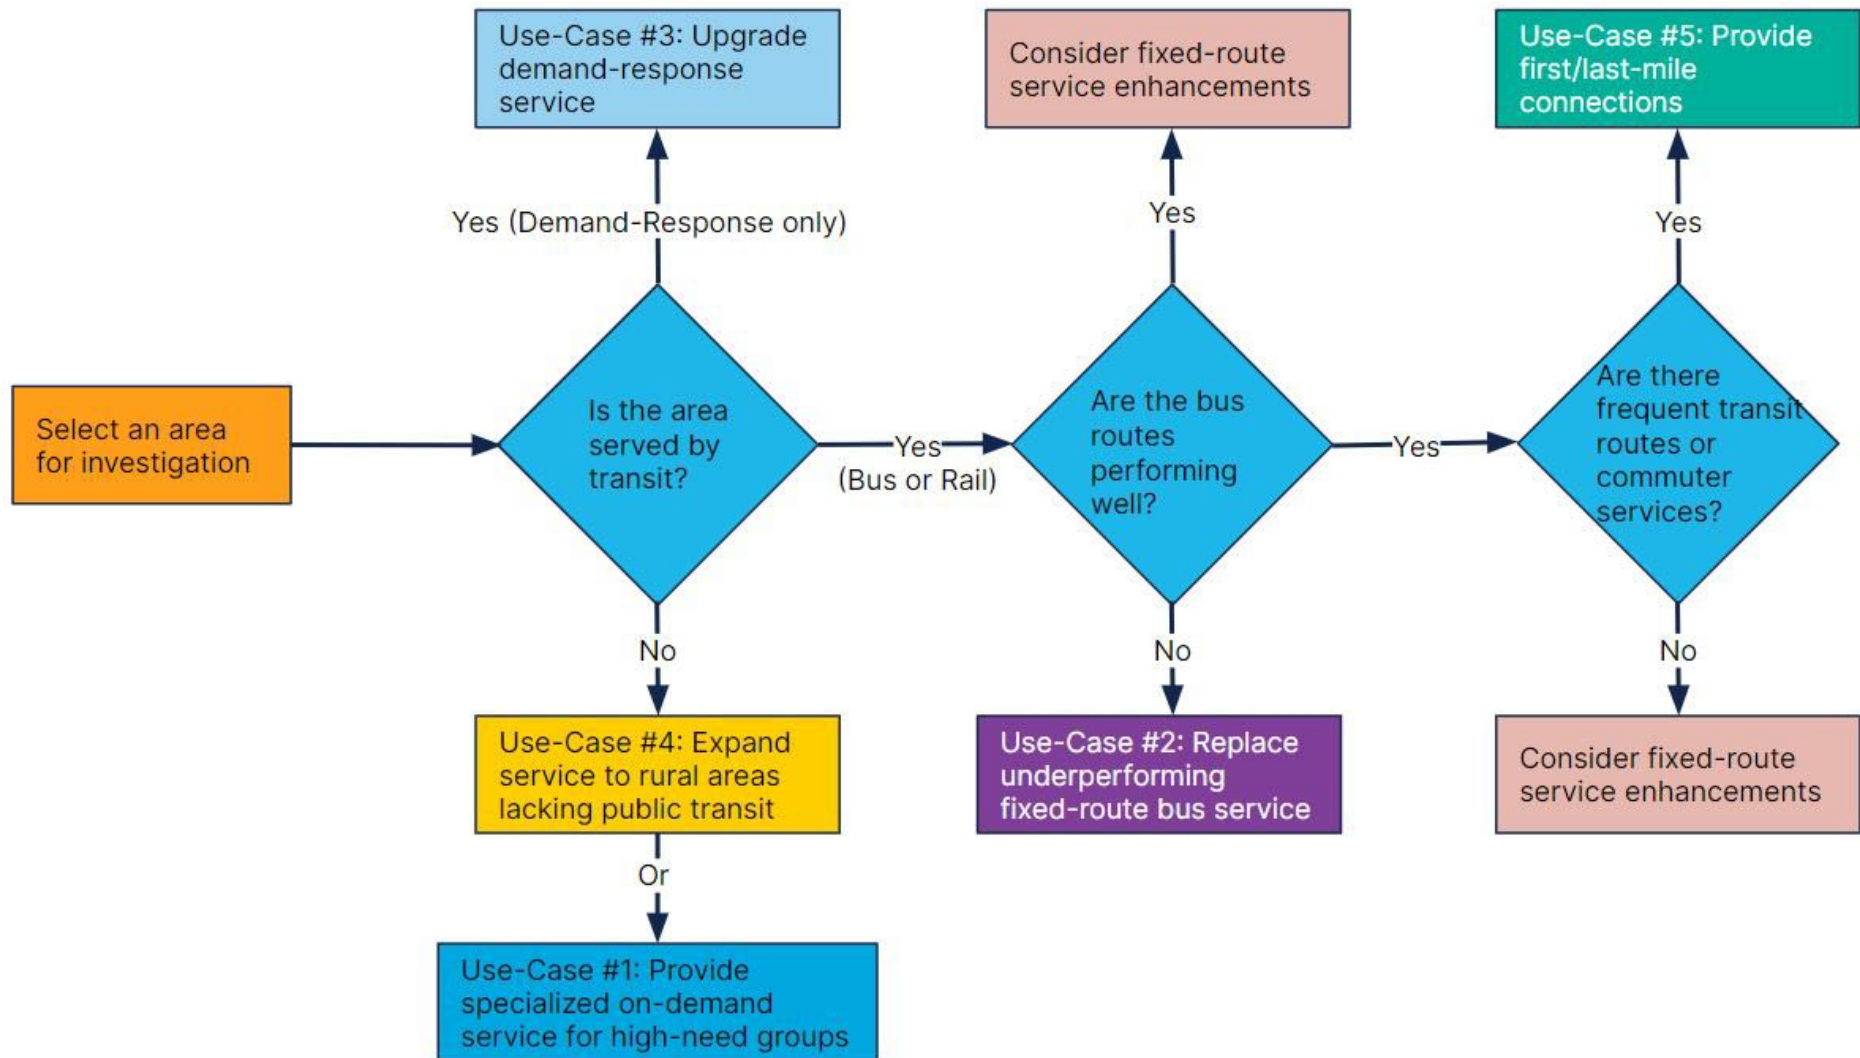 Use-Case #3: Upgrade
demand-response
service
Consider fixed-route
service enhancements
Use-Case #5: Provide
first/last-mile
connections
Yes (Demand-Response only)
Yes
Yes
Select an area
for investigation
Is the area
served by
transit?
Yes
(Bus or Rail)
Are the bus
routes
performing
well?
Yes
Are there
frequent transit
routes or
commuter
services?
No
No
No
Use-Case #4: Expand
service to rural areas
lacking public transit
Use-Case #2: Replace
underperforming
fixed-route bus service
Consider fixed-route
service enhancements
Or
Use-Case #1: Provide
specialized on-demand
service for high-need groups